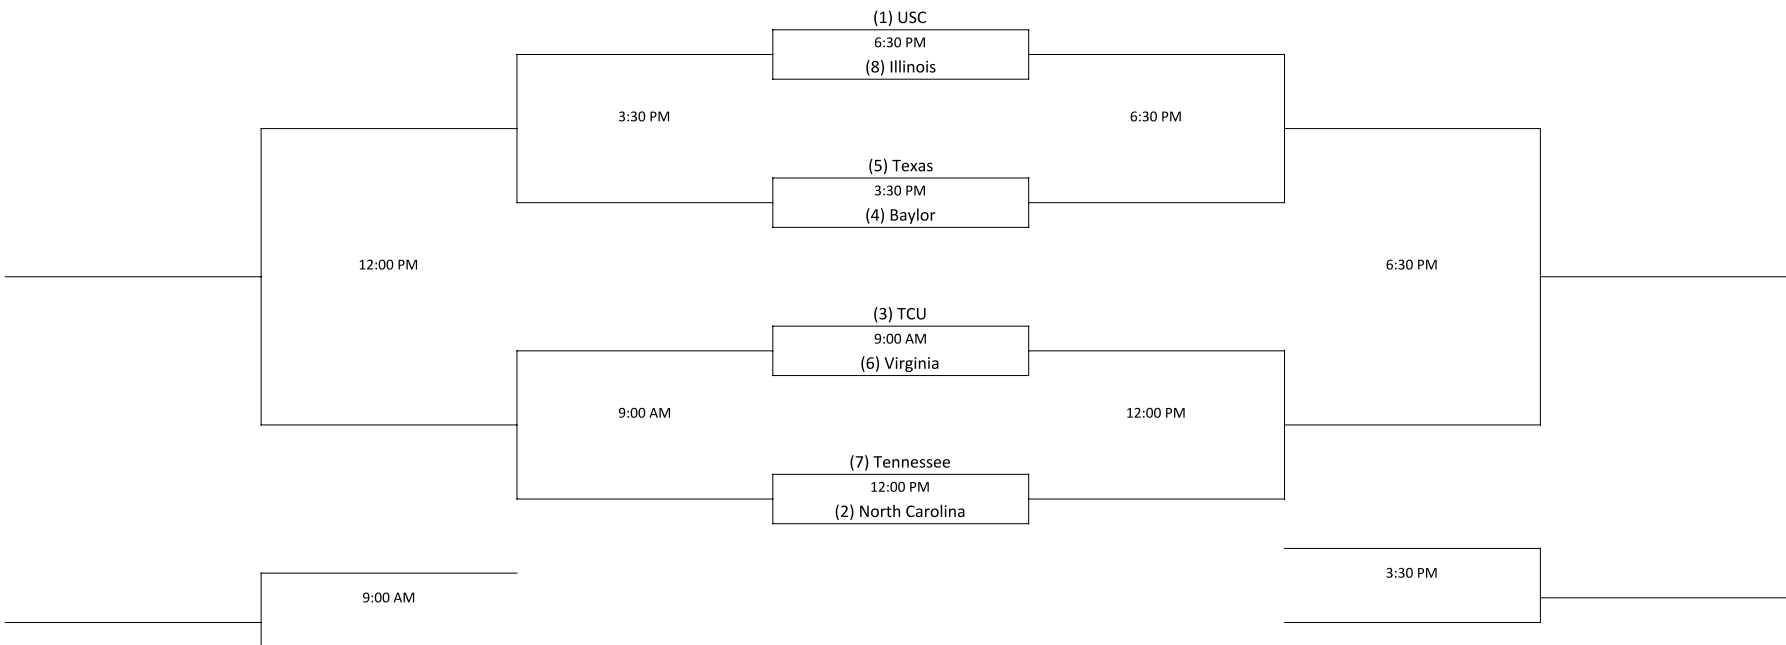 (1) USC
6:30 PM
(8) Illinois
3:30 PM
6:30 PM
(5) Texas
3:30 PM
(4) Baylor
12:00 PM
6:30 PM
(3) TCU
9:00 AM
(6) Virginia
9:00 AM
12:00 PM
(7) Tennessee
12:00 PM
(2) North Carolina
3:30 PM
9:00 AM